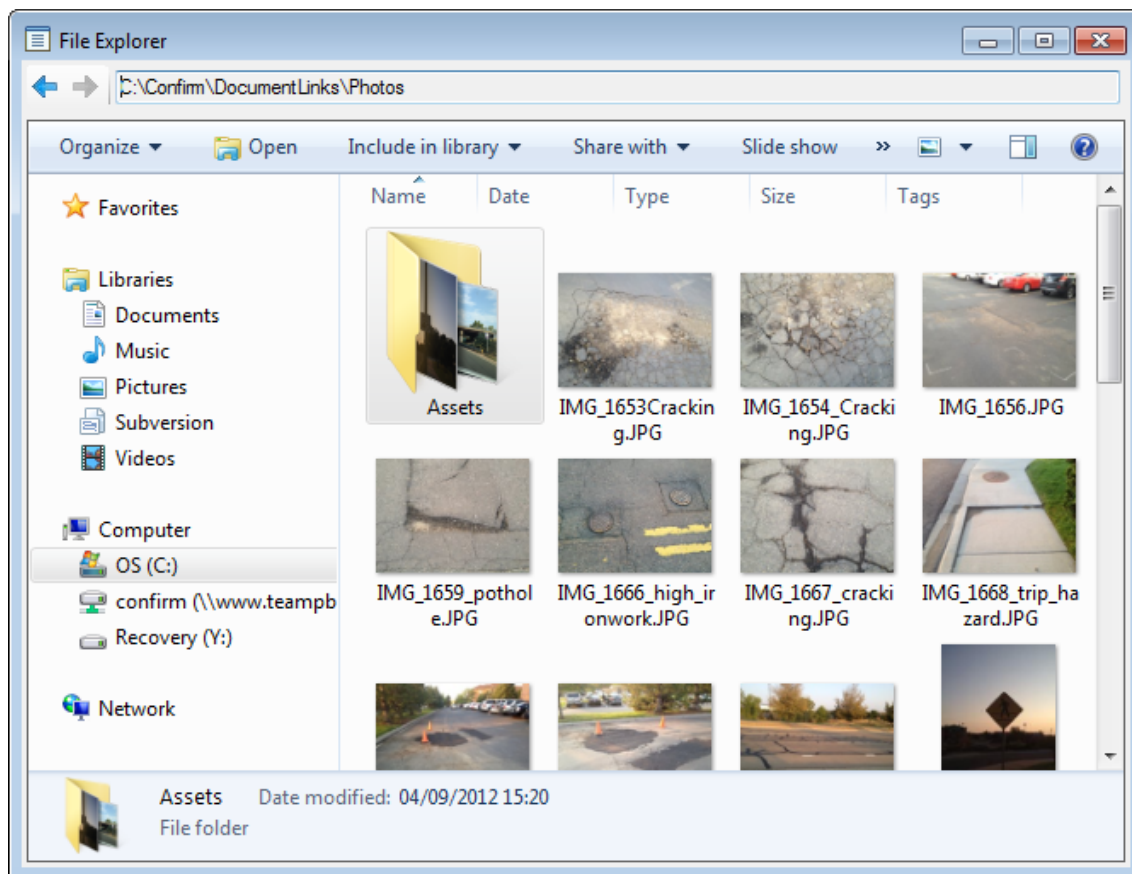 File Explorer
C:\Confirm\DocumentLinks\Photos
Organize Open Include in library Share with Slide show »
Favorites
Libraries
Documents
Music
Pictures
Subversion
Videos
Computer
OS (C:)
confirm (\\www.teampb
Recovery (Y:)
Network
Name Date Type Size Tags
Assets
IMG_1653Crackin
g.JPG
IMG_1654_Cracki
ng.JPG
IMG_1656.JPG
IMG_1659_pothol
e.JPG
IMG_1666_high_ir
onwork.JPG
IMG_1667_cracki
ng.JPG
IMG_1668_trip_ha
zard.JPG
Assets Date modified: 04/09/2012 15:20
File folder